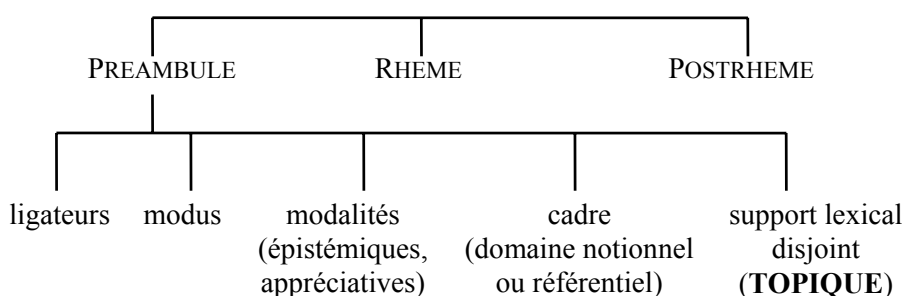 PREAMBULE RHEME POSTRHEME
ligateurs modus modalités cadre support lexical
(épistémiques, (domaine notionnel disjoint
appréciatives) ou référentiel) (TOPIQUE)